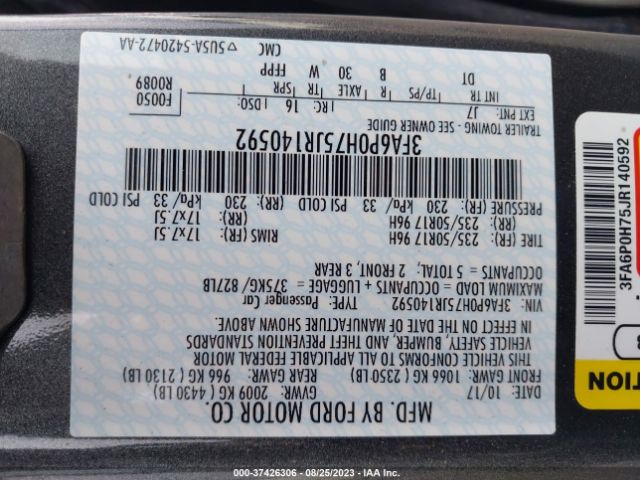 MFD. BY FORD MOTOR CO.
DATE: 10/17 GVWR: 2009 KG ( 4430 LB)
FRONT GAWR: 1066 KG ( 2350 LB) REAR GAWR: 966 KG ( 2130 LB)
THIS VEHICLE CONFORMS TO ALL APPLICABLE FEDERAL MOTOR
VEHICLE SAFETY, BUMPER, AND THEFT PREVENTION STANDARDS
IN EFFECT ON THE DATE OF MANUFACTURE SHOWN ABOVE.
VIN: 3FA6P0H75JR140592 TYPE: Passenger Car
MAXIMUM LOAD = OCCUPANTS + LUGGAGE = 375KG/ 827LB
OCCUPANTS = 5 TOTAL: 2 FRONT, 3 REAR
TIRE (FR): 235/50R17 96H RIMS (FR): 17x7.5J
(RR): 235/50R17 96H (RR): 17x7.5J
PRESSURE: (FR) 230 kPa/ 33 PSI COLD (RR) 230 kPa/ 33 PSI COLD
3FA6P0H75JR140592
TRAILER TOWING - SEE OWNER GUIDE
EXT PNT: J7 RC: 16 DSO: F0050
R0089
INT TR TP/PS R AXLE TR SPR
DT B 30 W FFPP
CMC ▽5USA-5420472-AA
3FA6P0H75JR140592
TION
8
000-37426306 - 08/25/2023 - IAA Inc.